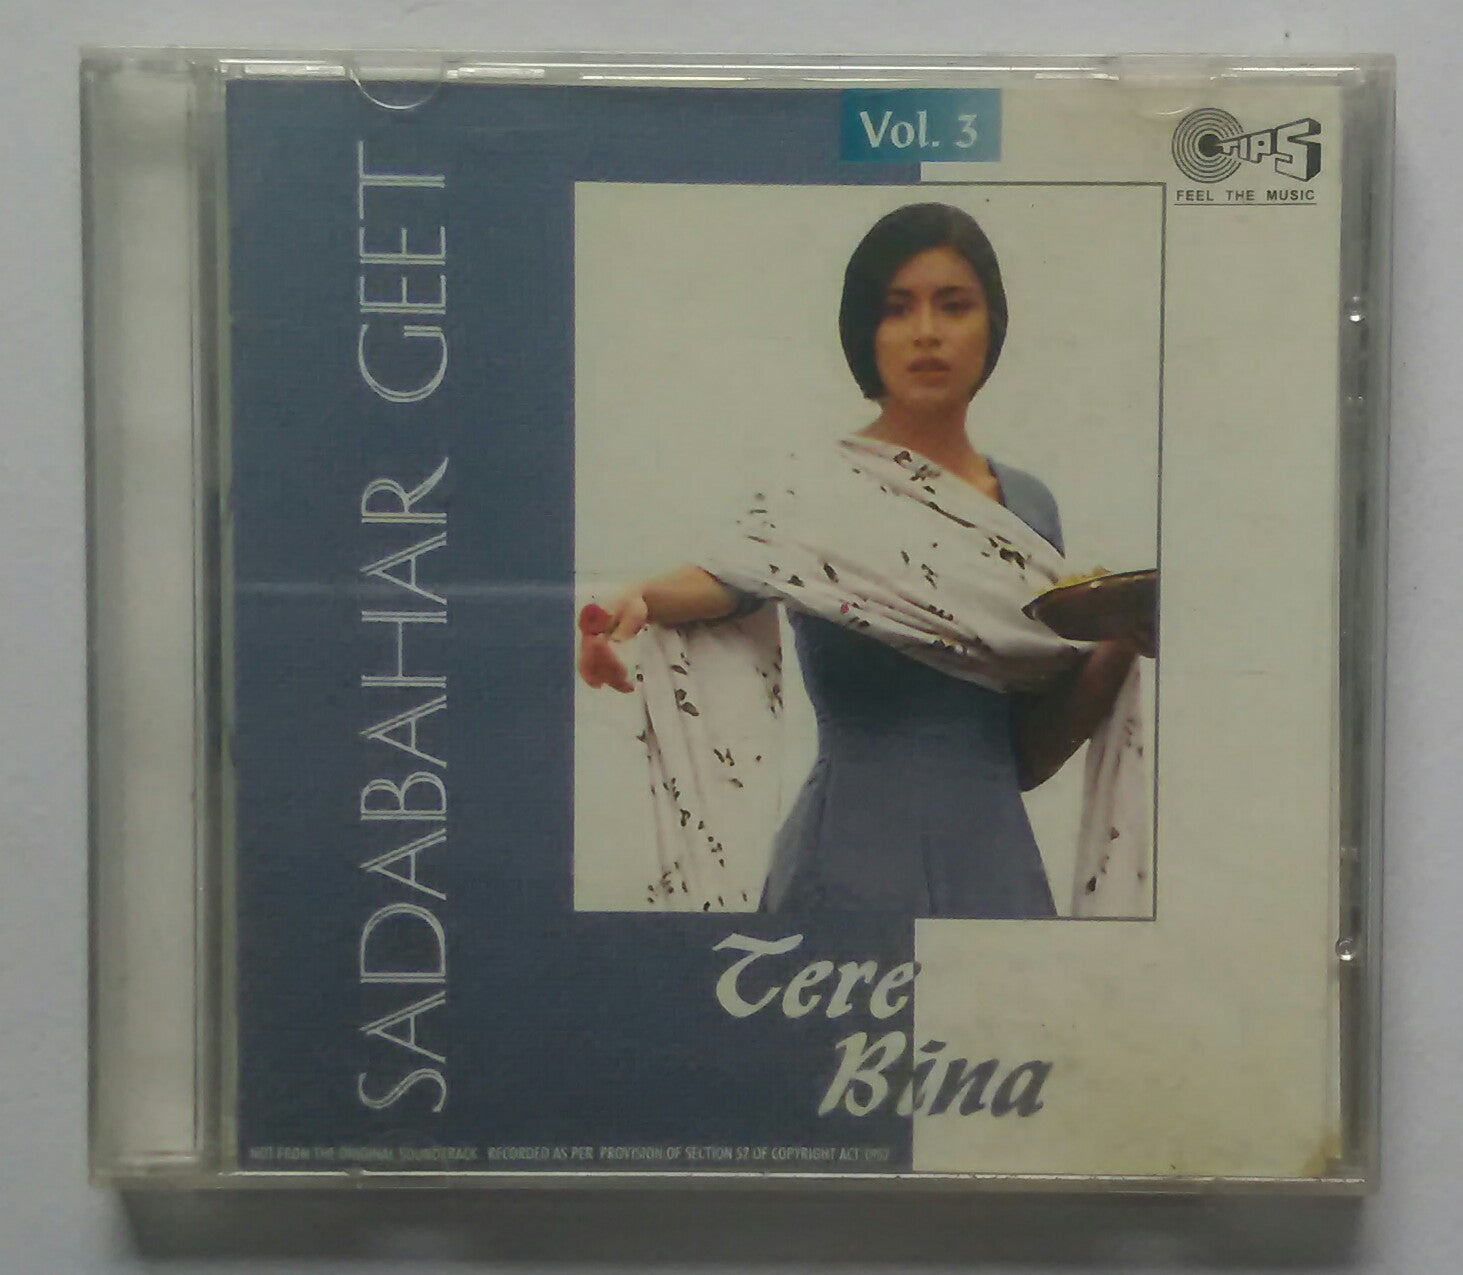 Vol. 3
TIPS
FEEL THE MUSIC
SADABAHAR GEET
Tere
Bina
NOT FROM THE ORIGINAL SOUNDTRACK. RECORDED AS PER PROVISION OF SECTION 52 OF COPYRIGHT ACT 1957